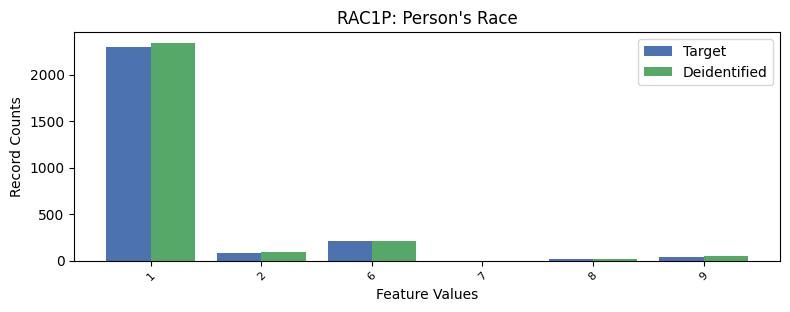 RAC1P: Person's Race
Target
Deidentified
Record Counts
2000
1500
1000
500
0
1 2 6 7 8 9
Feature Values